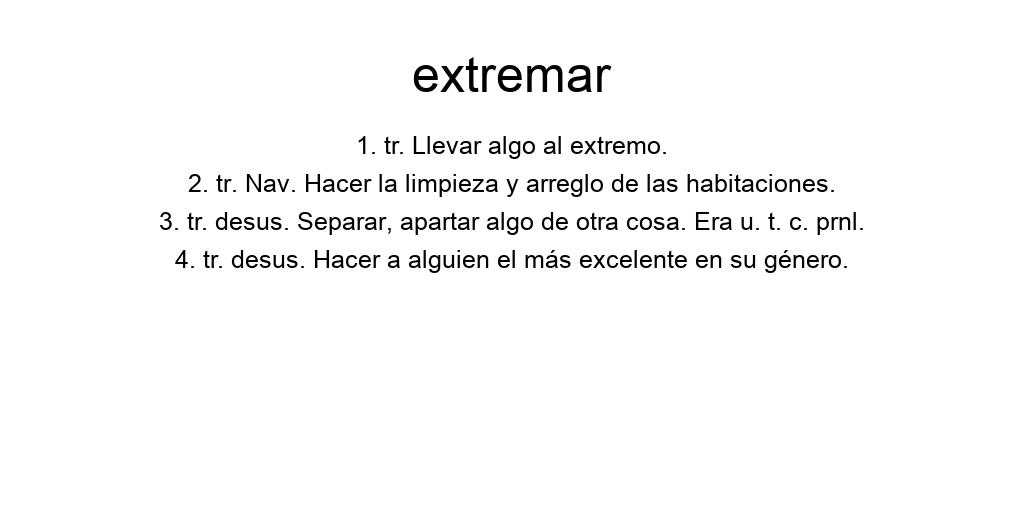 extremar
1. tr. Llevar algo al extremo.
2. tr. Nav. Hacer la limpieza y arreglo de las habitaciones.
3. tr. desus. Separar, apartar algo de otra cosa. Era u. t. c. prnl.
4. tr. desus. Hacer a alguien el más excelente en su género.